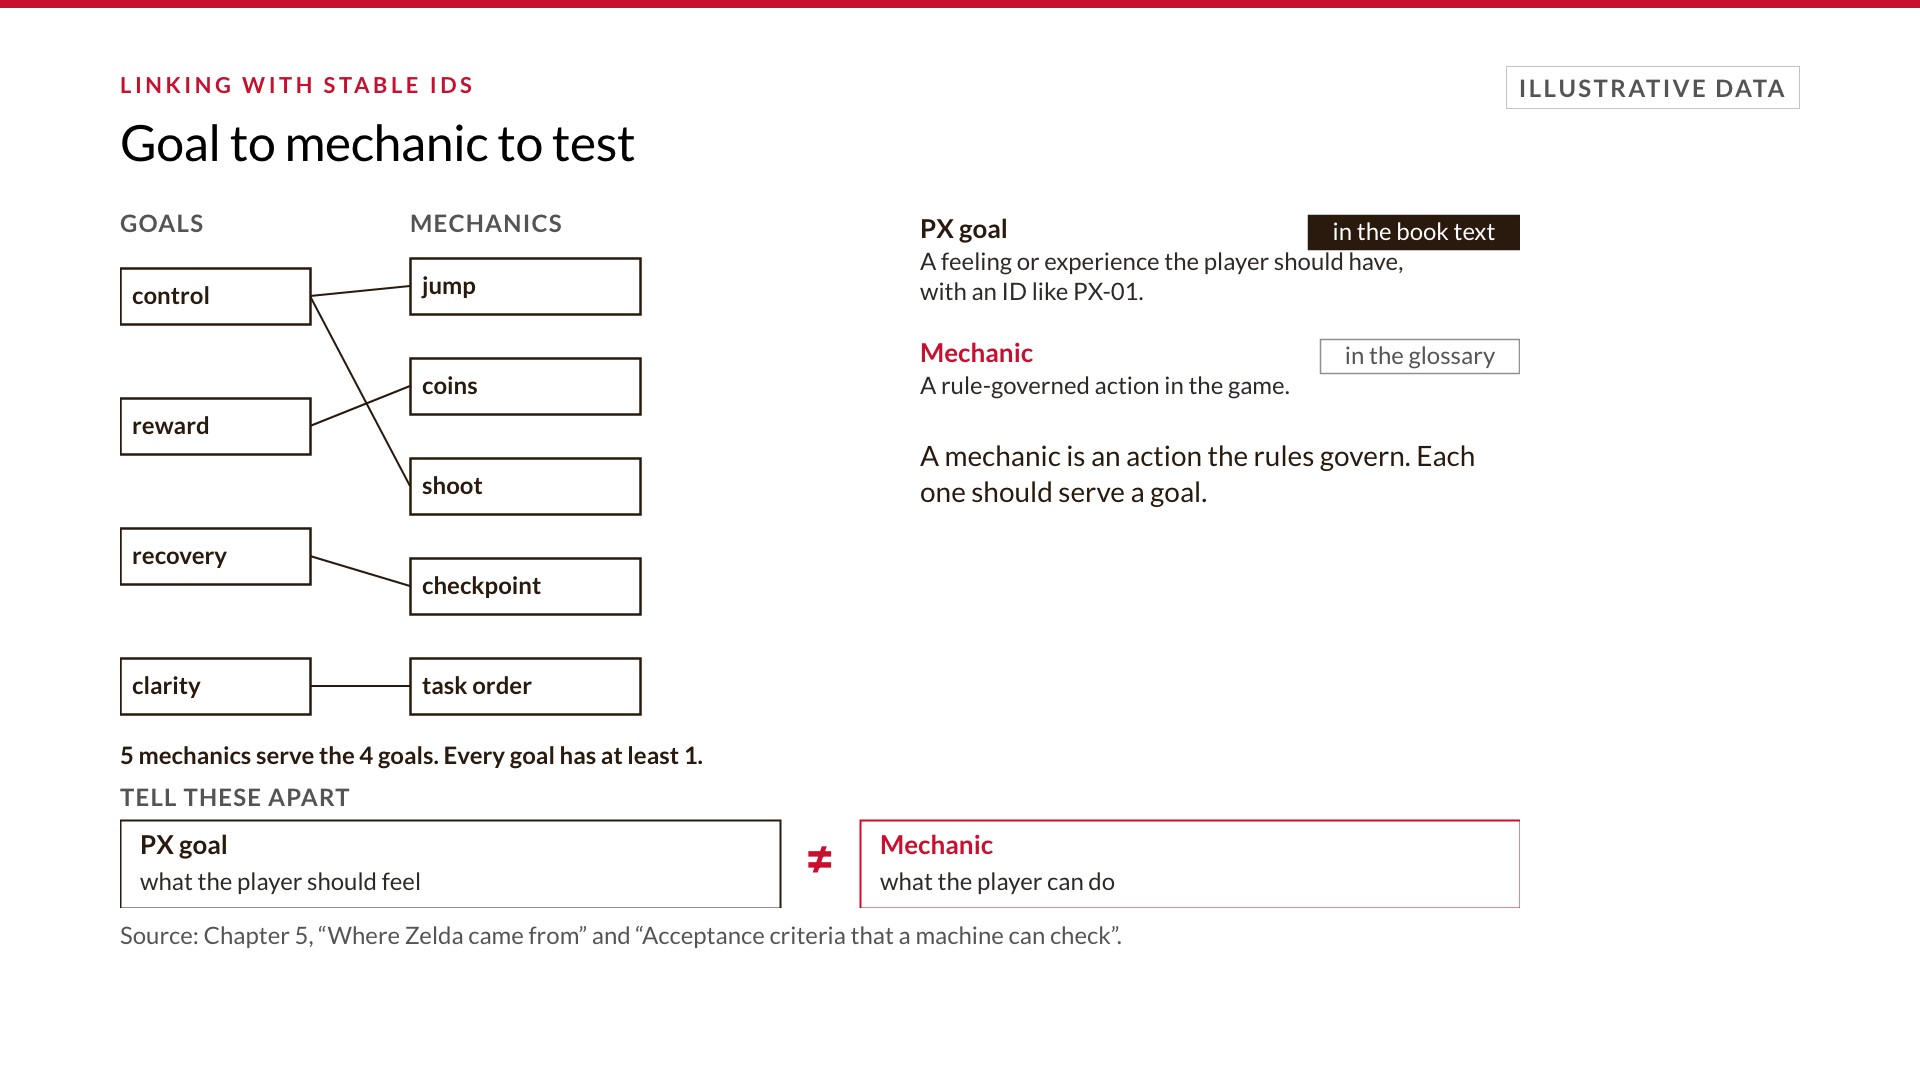 LINKING WITH STABLE IDS
ILLUSTRATIVE DATA
Goal to mechanic to test
GOALS
MECHANICS
control
reward
recovery
clarity
jump
coins
shoot
checkpoint
task order
5 mechanics serve the 4 goals. Every goal has at least 1.
PX goal
in the book text
A feeling or experience the player should have,
with an ID like PX-01.
Mechanic
in the glossary
A rule-governed action in the game.
A mechanic is an action the rules govern. Each
one should serve a goal.
TELL THESE APART
PX goal
what the player should feel
≠
Mechanic
what the player can do
Source: Chapter 5, “Where Zelda came from” and “Acceptance criteria that a machine can check”.